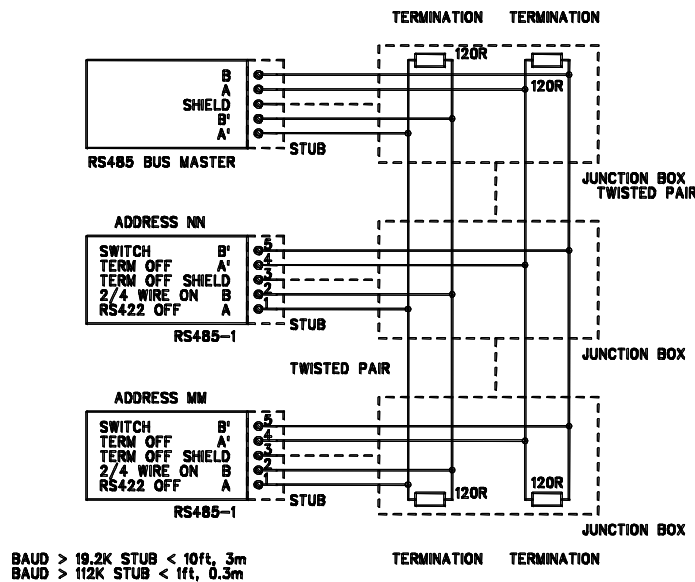 TERMINATION TERMINATION
120R
B
A
120R
SHIELD
B'
A'
STUB
RS485 BUS MASTER
JUNCTION BOX
TWISTED PAIR
ADDRESS NN
SWITCH B' 5
TERM OFF A' 4
TERM OFF SHIELD 3
2/4 WIRE ON B 2
RS422 OFF A 1
STUB
RS485-1
JUNCTION BOX
TWISTED PAIR
ADDRESS MM
SWITCH B' 5
TERM OFF A' 4
TERM OFF SHIELD 3
2/4 WIRE ON B 2
RS422 OFF A 1
120R 120R
STUB
RS485-1
JUNCTION BOX
BAUD > 19.2K STUB < 10ft, 3m
BAUD > 112K STUB < 1ft, 0.3m
TERMINATION TERMINATION